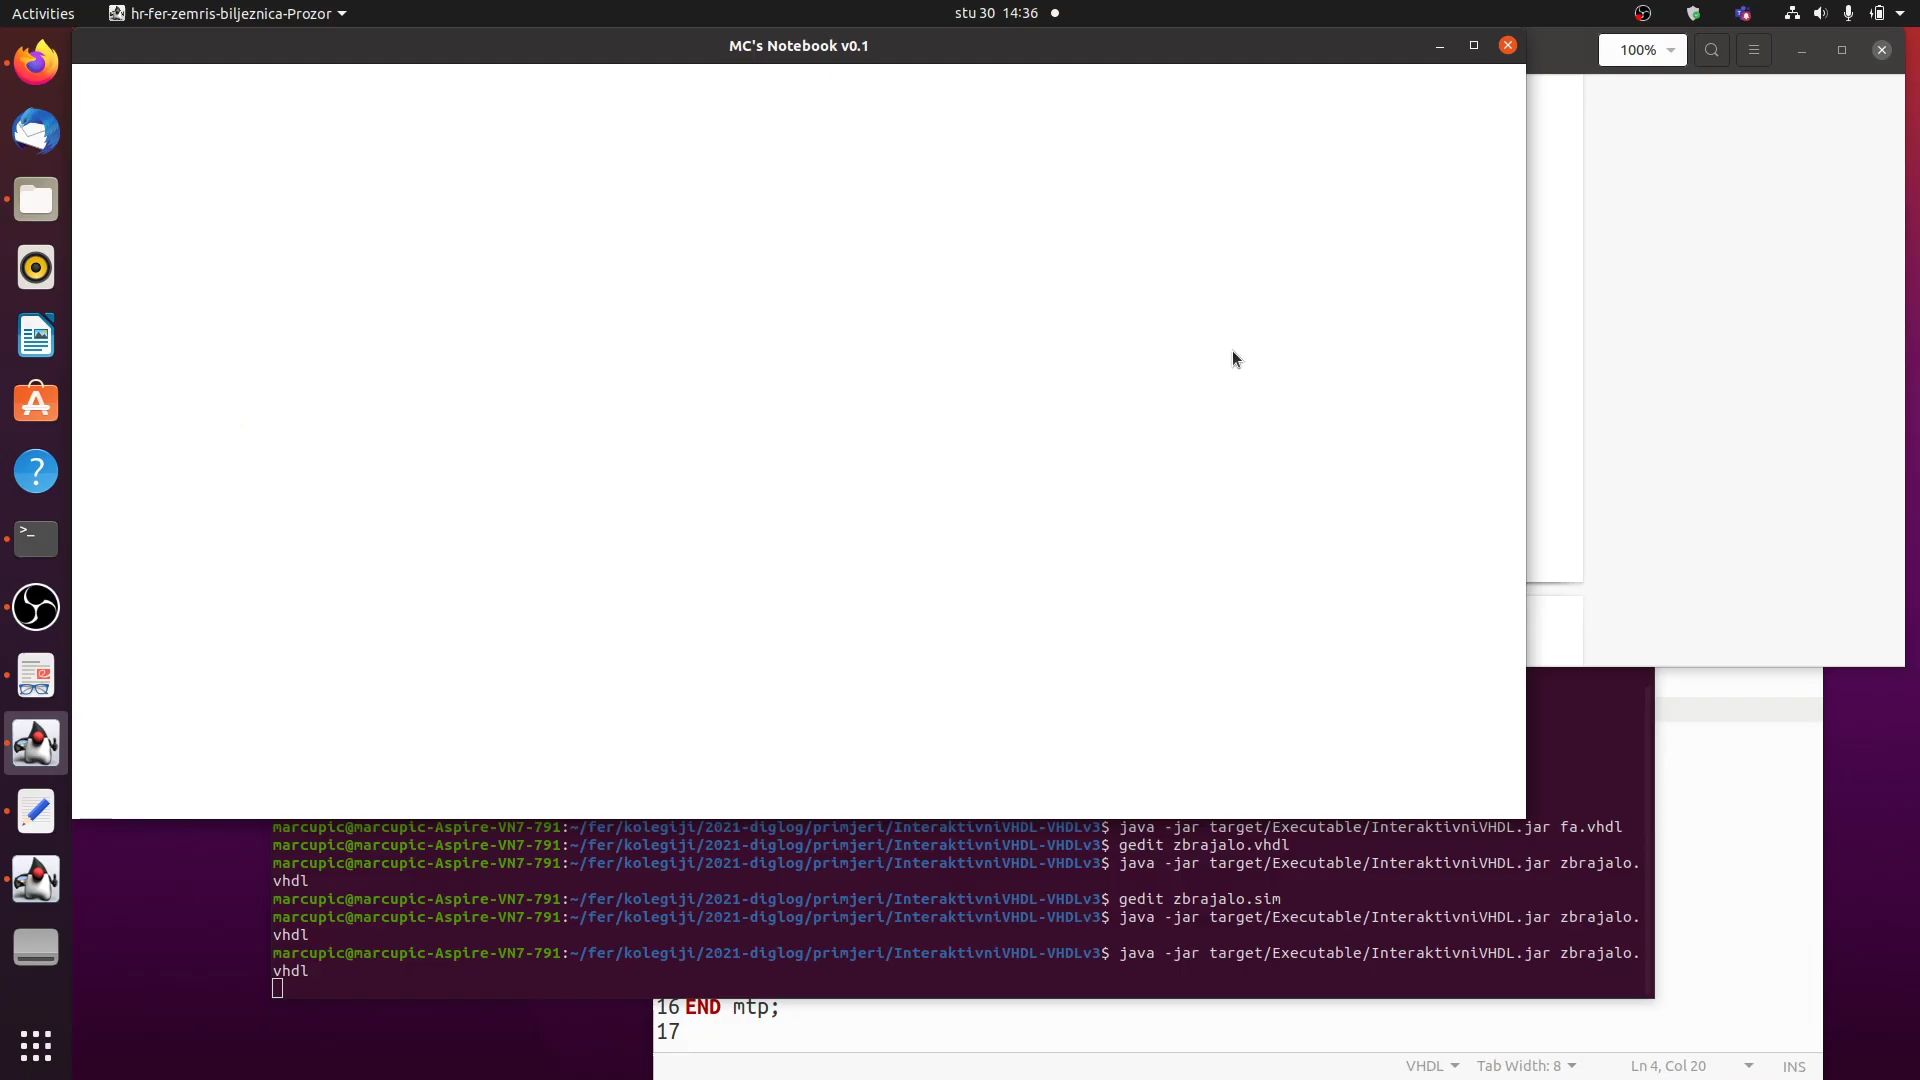 Activities
hr-fer-zemris-biljeznica-Prozor
stu 30 14:36
MC's Notebook v0.1
100%
marcupic@marcupic-Aspire-VN7-791:~/fer/kolegiji/2021-diglog/primjeri/InteraktivniVHDL-VHDLv3$ java -jar target/Executable/InteraktivniVHDL.jar fa.vhdl
marcupic@marcupic-Aspire-VN7-791:~/fer/kolegiji/2021-diglog/primjeri/InteraktivniVHDL-VHDLv3$ gedit zbrajalo.vhdl
marcupic@marcupic-Aspire-VN7-791:~/fer/kolegiji/2021-diglog/primjeri/InteraktivniVHDL-VHDLv3$ java -jar target/Executable/InteraktivniVHDL.jar zbrajalo.
vhdl
marcupic@marcupic-Aspire-VN7-791:~/fer/kolegiji/2021-diglog/primjeri/InteraktivniVHDL-VHDLv3$ gedit zbrajalo.sim
marcupic@marcupic-Aspire-VN7-791:~/fer/kolegiji/2021-diglog/primjeri/InteraktivniVHDL-VHDLv3$ java -jar target/Executable/InteraktivniVHDL.jar zbrajalo.
vhdl
marcupic@marcupic-Aspire-VN7-791:~/fer/kolegiji/2021-diglog/primjeri/InteraktivniVHDL-VHDLv3$ java -jar target/Executable/InteraktivniVHDL.jar zbrajalo.
vhdl
16 END mtp;
17
VHDL Tab Width: 8 Ln 4, Col 20 INS